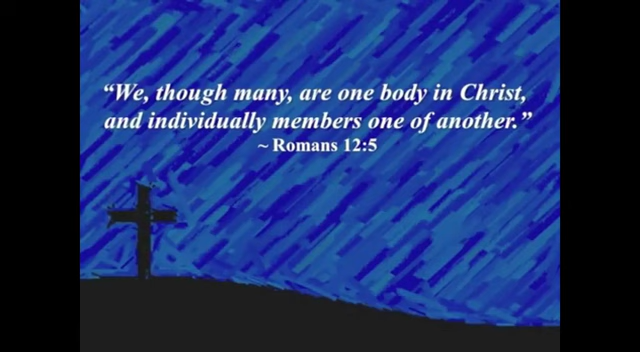 “We, though many, are one body in Christ,
and individually members one of another.”
~ Romans 12:5